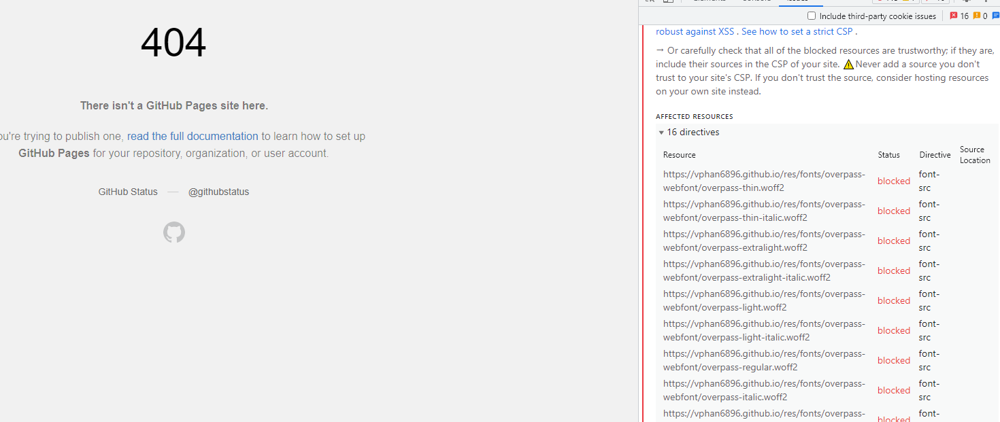 404
There isn't a GitHub Pages site here.
you're trying to publish one, read the full documentation to learn how to set up
GitHub Pages for your repository, organization, or user account.
GitHub Status — @githubstatus
Include third-party cookie issues 16 0
robust against XSS . See how to set a strict CSP .
→ Or carefully check that all of the blocked resources are trustworthy; if they are,
include their sources in the CSP of your site. ⚠ Never add a source you don't
trust to your site's CSP. If you don't trust the source, consider hosting resources
on your own site instead.
AFFECTED RESOURCES
▼ 16 directives
Resource Status Directive Source
Location
https://vphan6896.github.io/res/fonts/overpass- blocked font-
webfont/overpass-thin.woff2 src
https://vphan6896.github.io/res/fonts/overpass- blocked font-
webfont/overpass-thin-italic.woff2 src
https://vphan6896.github.io/res/fonts/overpass- blocked font-
webfont/overpass-extralight.woff2 src
https://vphan6896.github.io/res/fonts/overpass- blocked font-
webfont/overpass-extralight-italic.woff2 src
https://vphan6896.github.io/res/fonts/overpass- blocked font-
webfont/overpass-light.woff2 src
https://vphan6896.github.io/res/fonts/overpass- blocked font-
webfont/overpass-light-italic.woff2 src
https://vphan6896.github.io/res/fonts/overpass- blocked font-
webfont/overpass-regular.woff2 src
https://vphan6896.github.io/res/fonts/overpass- blocked font-
webfont/overpass-italic.woff2 src
https://vphan6896.github.io/res/fonts/overpass- blocked font-